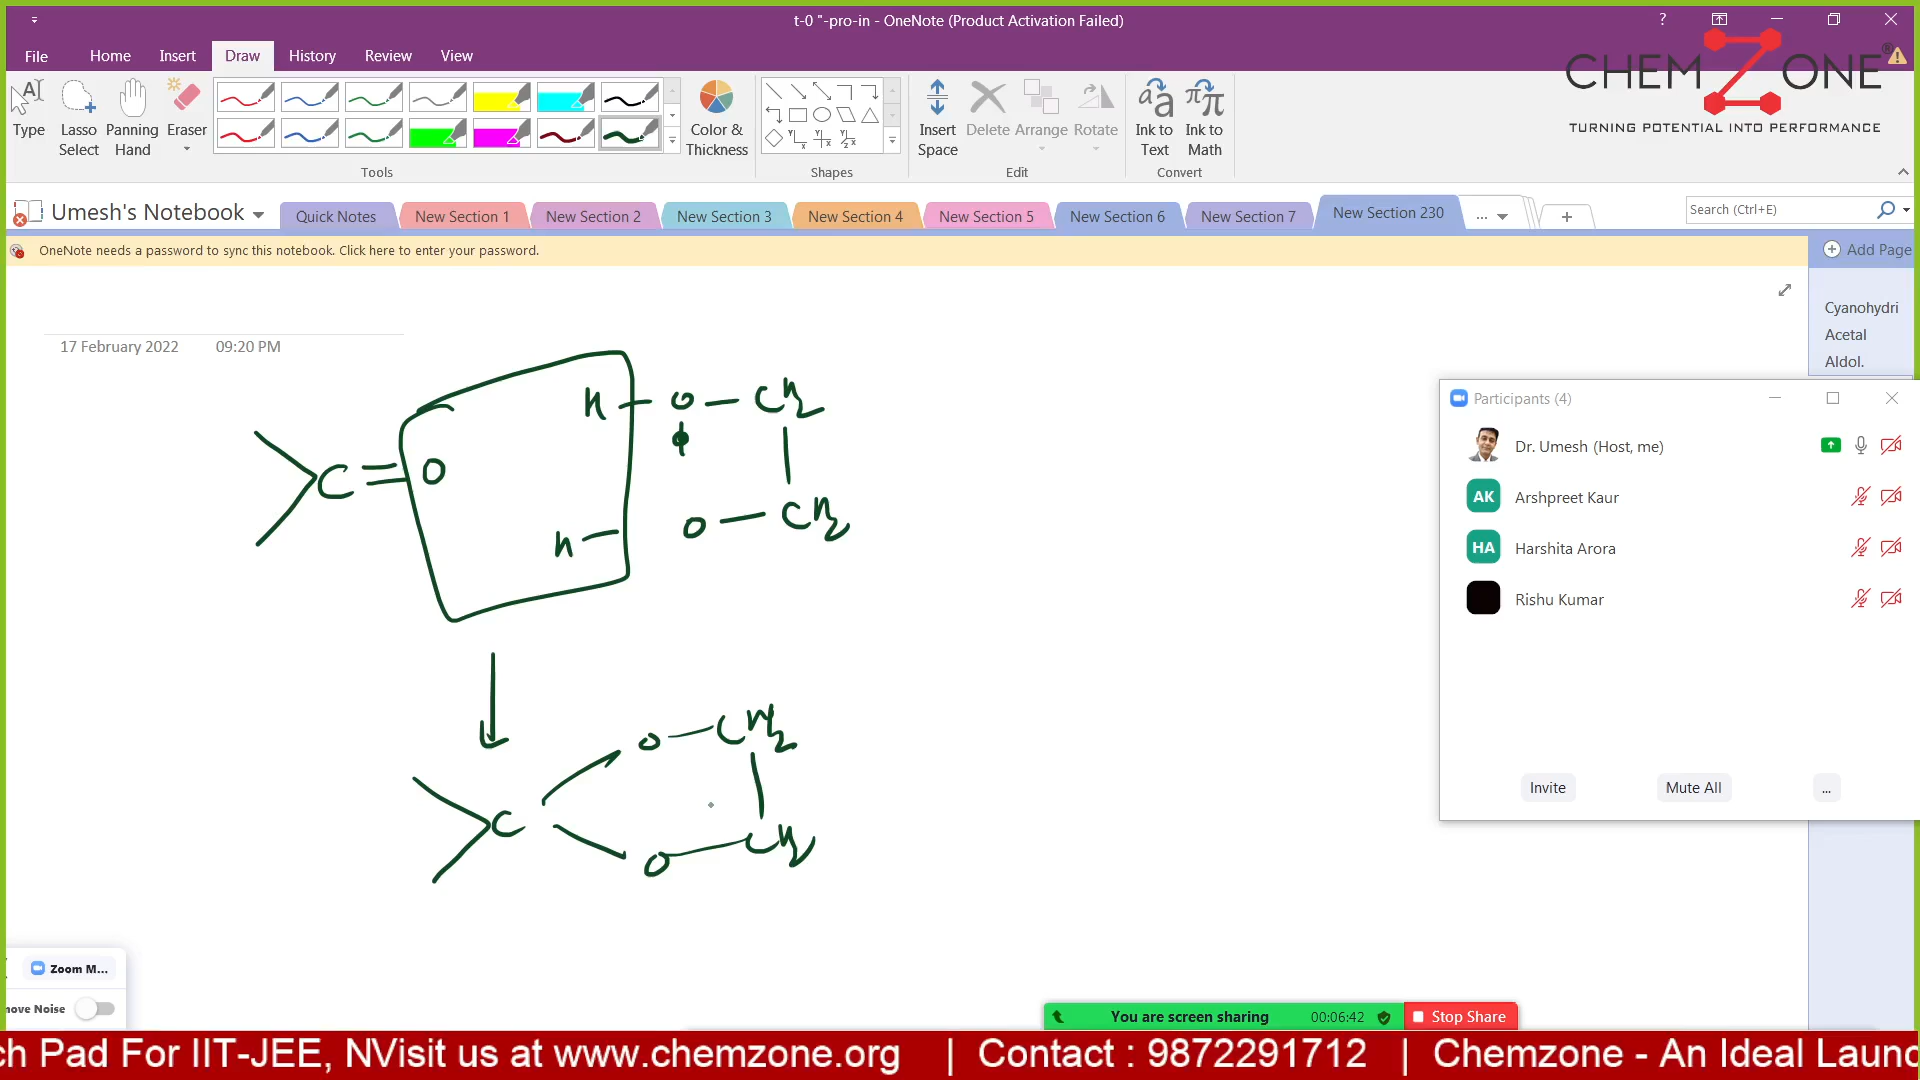 t-0 "-pro-in - OneNote (Product Activation Failed)
?
File Home Insert Draw History Review View
CHEMZONE®
TURNING POTENTIAL INTO PERFORMANCE
Type
Lasso Select
Panning Hand
Eraser
Color & Thickness
Insert Space
Delete
Arrange
Rotate
Ink to Text
Ink to Math
Tools
Shapes
Edit
Convert
Umesh's Notebook
Quick Notes
New Section 1
New Section 2
New Section 3
New Section 4
New Section 5
New Section 6
New Section 7
New Section 230
...
Search (Ctrl+E)
OneNote needs a password to sync this notebook. Click here to enter your password.
Add Page
Cyanohydri
Acetal
Aldol.
17 February 2022 09:20 PM
H - O - CH2
C = O
O - CH2
H
O - CH2
C
O - CH2
Participants (4)
Dr. Umesh (Host, me)
AK Arshpreet Kaur
HA Harshita Arora
Rishu Kumar
Invite
Mute All
...
Zoom M...
nove Noise
You are screen sharing 00:06:42 Stop Share
ch Pad For IIT-JEE, NVisit us at www.chemzone.org | Contact : 9872291712 | Chemzone - An Ideal Launc